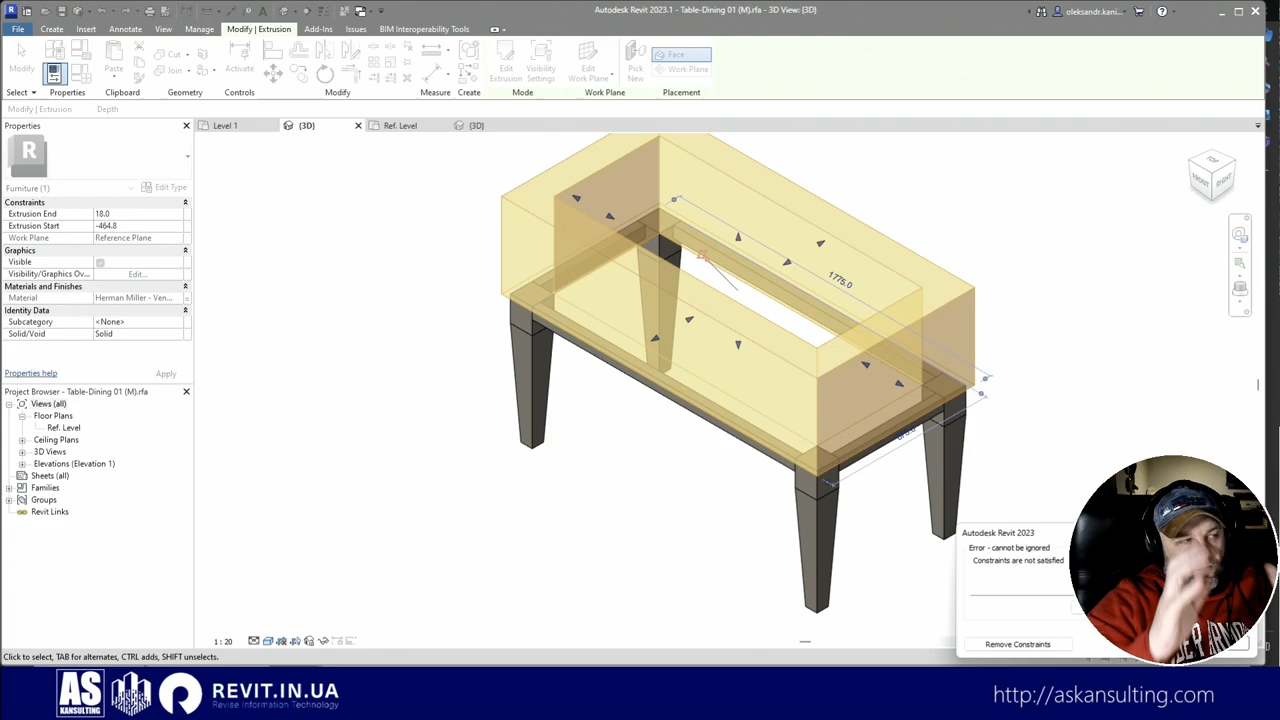 Autodesk Revit 2023.1 - Table-Dining 01 (M).rfa - 3D View: {3D}
oleksandr.kani...
File Create Insert Annotate View Manage Modify | Extrusion Add-Ins Issues BIM Interoperability Tools
Modify
Paste
Cut
Join
Activate
Edit Extrusion
Visibility Settings
Edit Work Plane
Pick New
Face
Work Plane
Select Properties Clipboard Geometry Controls Modify Measure Create Mode Work Plane Placement
Modify | Extrusion Depth
Properties
Level 1 {3D} Ref. Level {3D}
R
Furniture (1) Edit Type
Constraints
Extrusion End 18.0
Extrusion Start -464.8
Work Plane Reference Plane
Graphics
Visible
Visibility/Graphics Ov... Edit...
Materials and Finishes
Material Herman Miller - Ven...
Identity Data
Subcategory <None>
Solid/Void Solid
Properties help Apply
Project Browser - Table-Dining 01 (M).rfa
Views (all)
Floor Plans
Ref. Level
Ceiling Plans
3D Views
Elevations (Elevation 1)
Sheets (all)
Families
Groups
Revit Links
TOP
FRONT
RIGHT
1775.0
Autodesk Revit 2023
Error - cannot be ignored
Constraints are not satisfied
Remove Constraints
1 : 20
Click to select, TAB for alternates, CTRL adds, SHIFT unselects.
AS
KANSULTING
REVIT.IN.UA
Revise Information Technology
http://askansulting.com